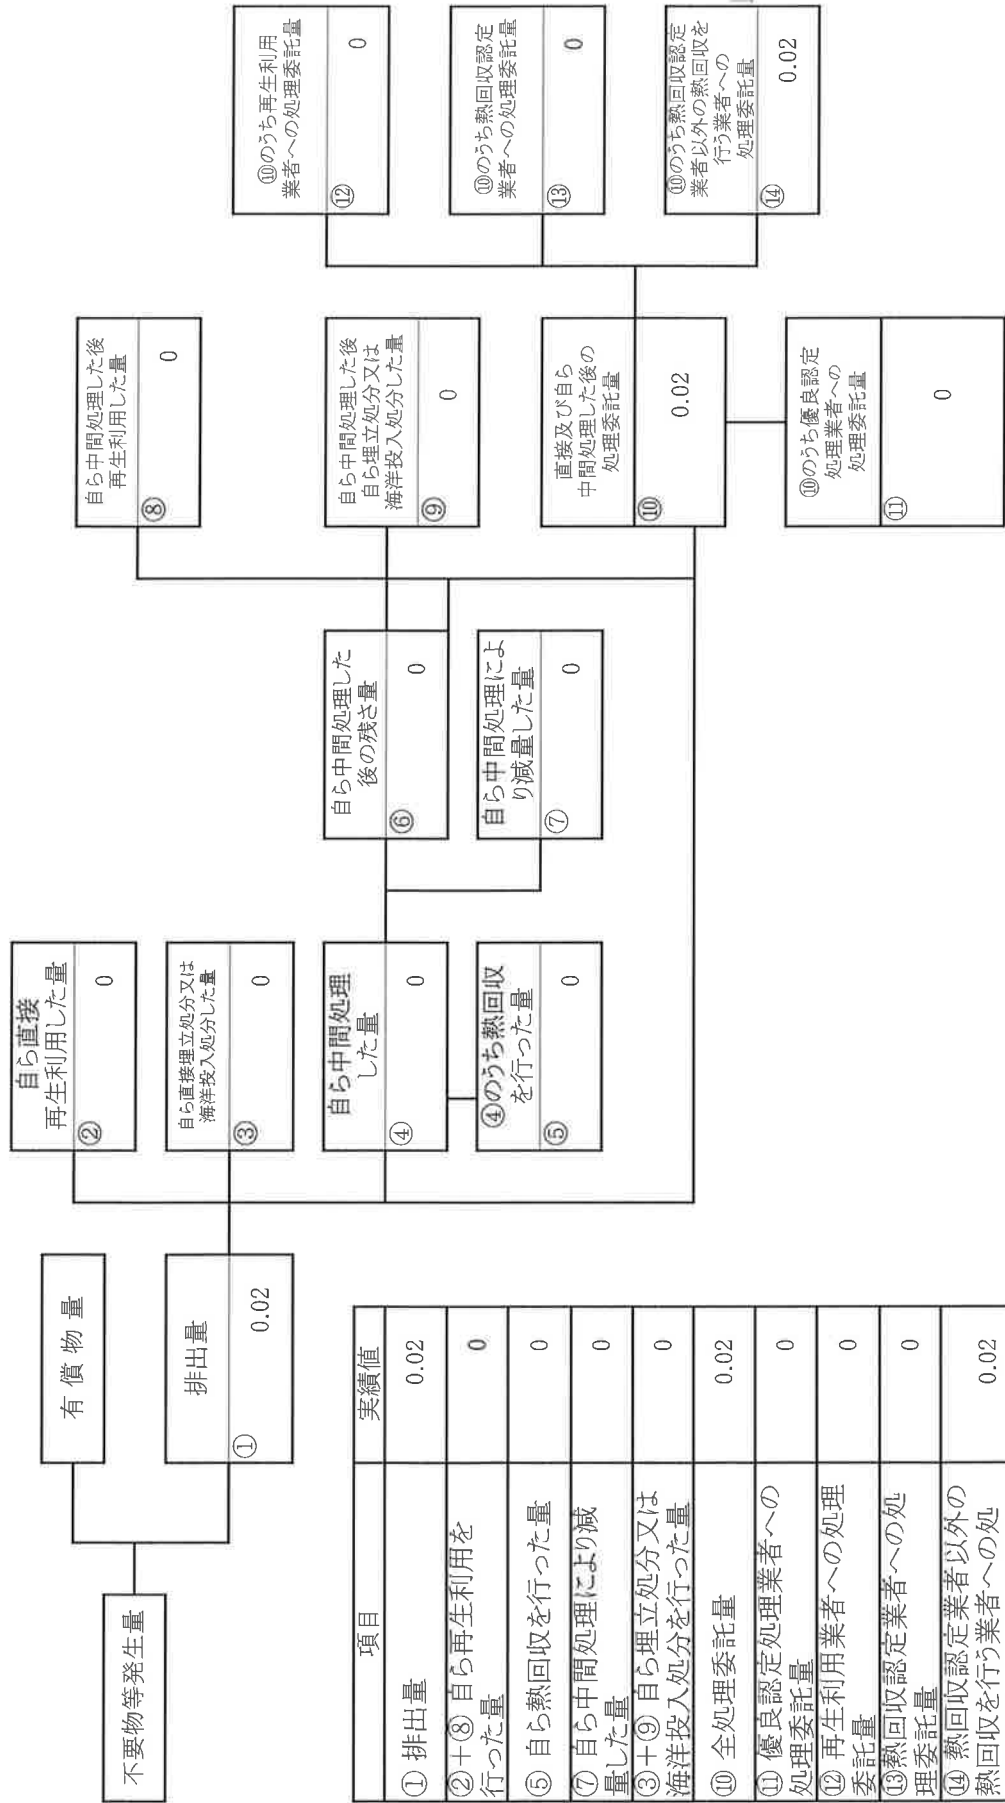 不要物等発生量
有償物量
排出量
① 0.02
自ら直接
再生利用した量
② 0
自ら直接埋立処分又は
海洋投入処分した量
③ 0
自ら中間処理
した量
④ 0
④のうち熱回収
を行った量
⑤ 0
自ら中間処理した
後の残さ量
⑥ 0
自ら中間処理によ
り減量した量
⑦ 0
自ら中間処理した後
再生利用した量
⑧ 0
自ら中間処理した後
自ら埋立処分又は
海洋投入処分した量
⑨ 0
直接及び自ら
中間処理した後の
処理委託量
⑩ 0.02
⑩のうち優良認定
処理業者への
処理委託量
⑪ 0
⑩のうち再生利用
業者への処理委託量
⑫ 0
⑩のうち熱回収認定
業者への処理委託量
⑬ 0
⑩のうち熱回収認定
業者以外の熱回収を
行う業者への
処理委託量
⑭ 0.02
項目 実績値
① 排出量 0.02
②+⑧ 自ら再生利用を
行った量 0
⑤ 自ら熱回収を行った量 0
⑦ 自ら中間処理により減
量した量 0
③+⑨ 自ら埋立処分又は
海洋投入処分を行った量 0
⑩ 全処理委託量 0.02
⑪ 優良認定処理業者への
処理委託量 0
⑫ 再生利用業者への処理
委託量 0
⑬熱回収認定業者への処
理委託量 0
⑭ 熱回収認定業者以外の
熱回収を行う業者への処 0.02